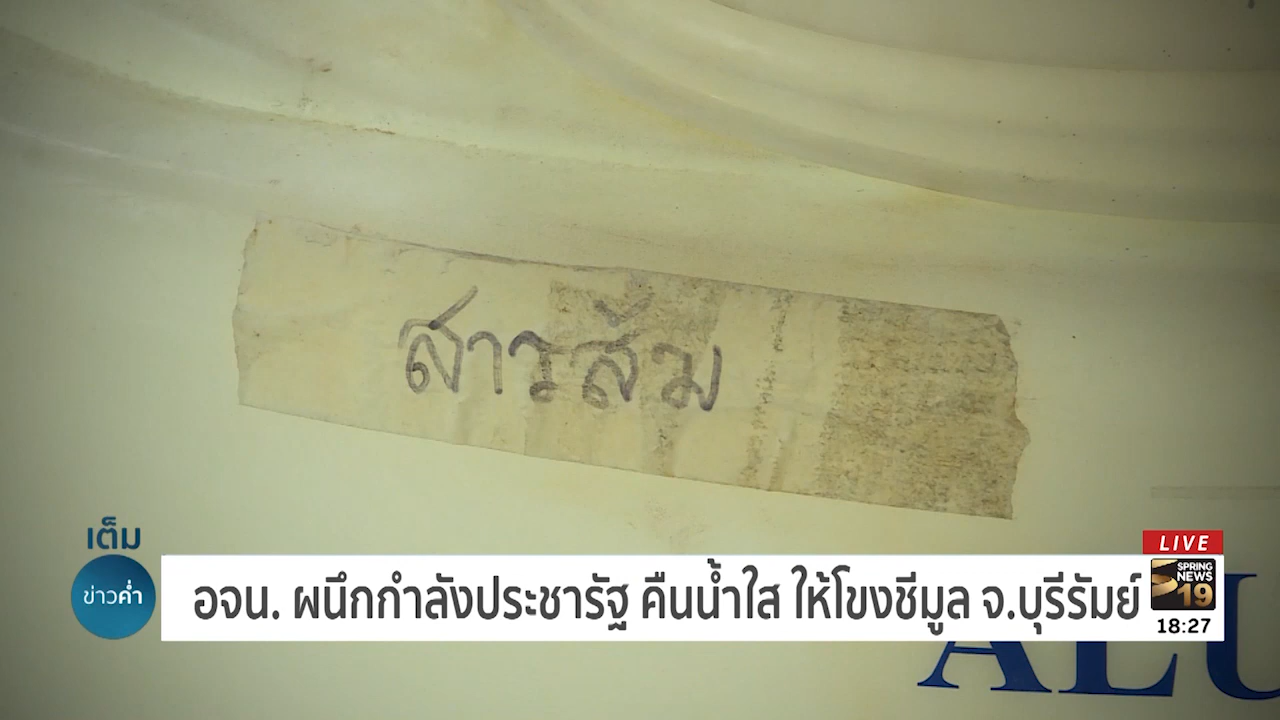 สารส้ม
เต็ม
ข่าวค่ำ
อจน. ผนึกกำลังประชารัฐ คืนน้ำใส ให้โขงชีมูล จ.บุรีรัมย์
LIVE
SPRING
NEWS
19
18:27
ALU